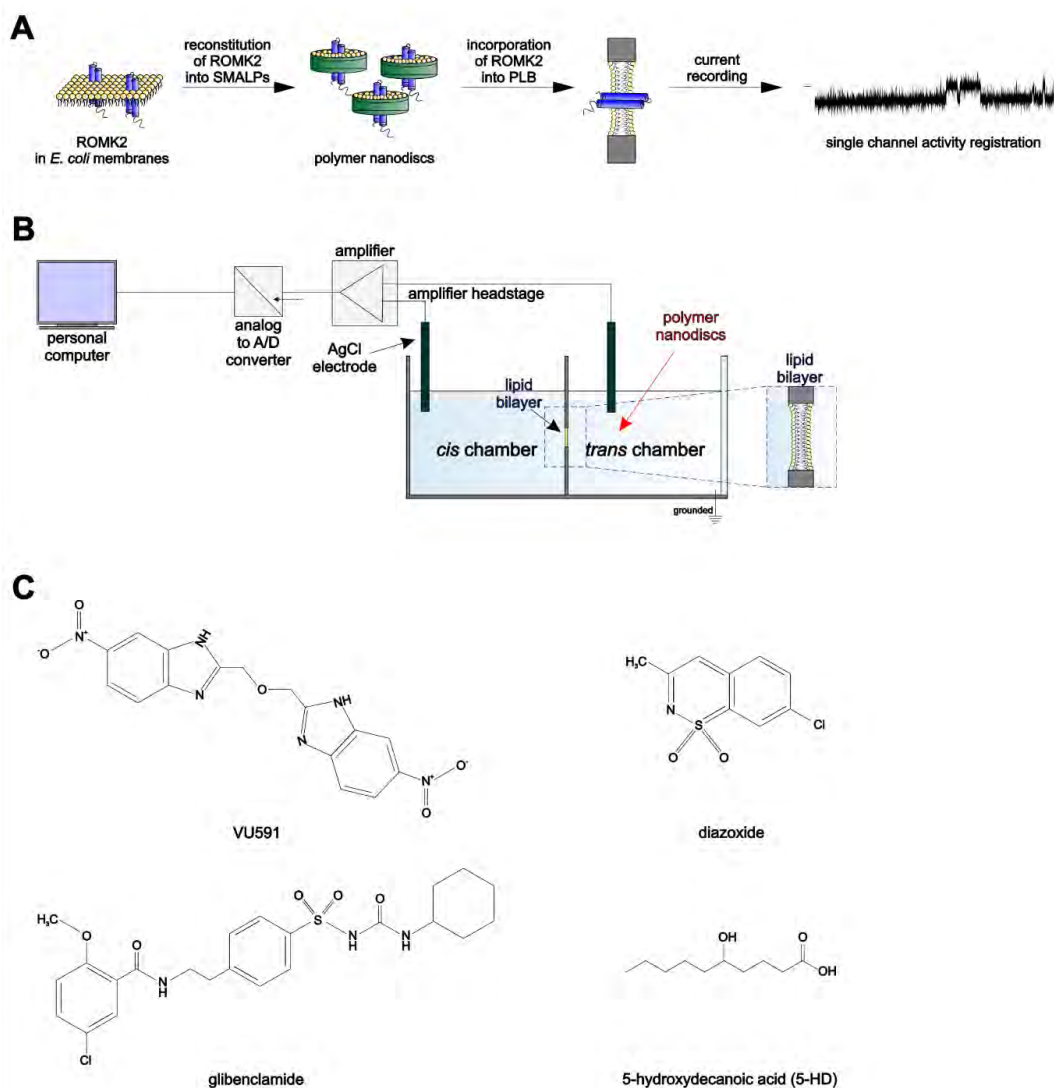 A
reconstitution
of ROMK2
into SMALPs
incorporation
of ROMK2
into PLB
current
recording
ROMK2
in E. coli membranes
polymer nanodiscs
single channel activity registration
B
amplifier
amplifier headstage
personal
computer
analog
to A/D
converter
AgCl
electrode
polymer
nanodiscs
lipid
bilayer
lipid
bilayer
cis chamber
trans chamber
grounded
C
O
N+
-O
NH
N
O
NH
N
N+
O-
O
VU591
H3C
N
S
O
O
Cl
diazoxide
H3C
O
O
N
H
Cl
O
O
S
N
H
O
N
H
glibenclamide
OH
O
OH
5-hydroxydecanoic acid (5-HD)